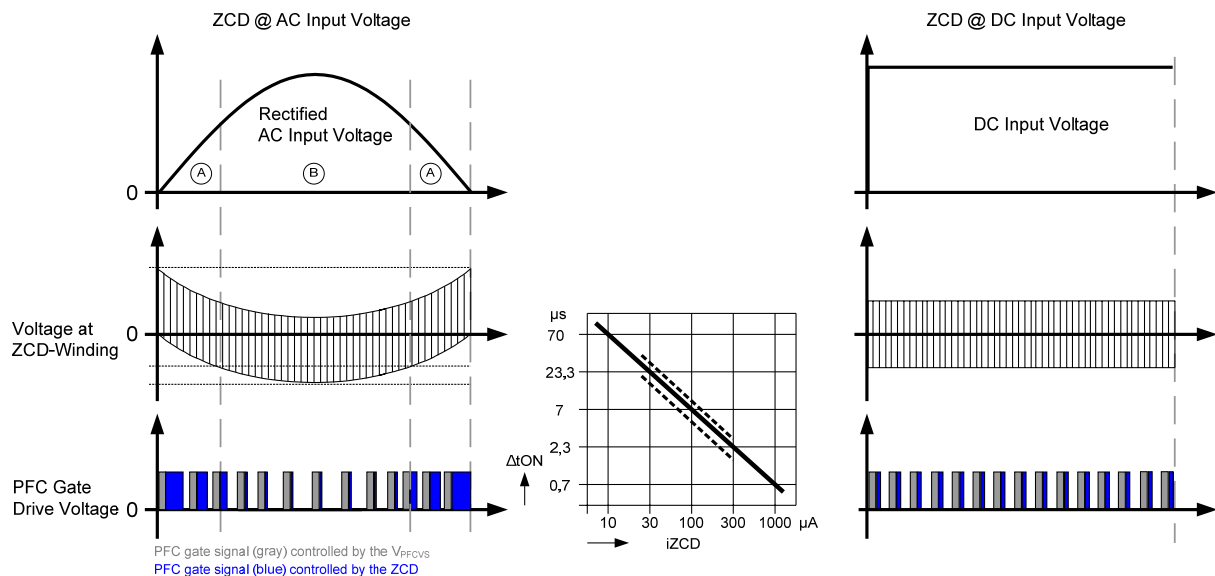 ZCD @ AC Input Voltage
Rectified
AC Input Voltage
A
B
A
0
Voltage at
ZCD-Winding
0
PFC Gate
Drive Voltage
0
PFC gate signal (gray) controlled by the VPFCVS
PFC gate signal (blue) controlled by the ZCD
µs
70
23,3
7
2,3
0,7
ΔtON
10 30 100 300 1000 µA
iZCD
ZCD @ DC Input Voltage
DC Input Voltage